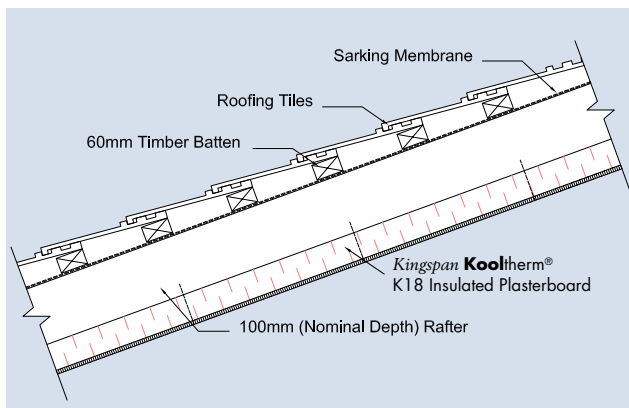 Sarking Membrane
Roofing Tiles
60mm Timber Batten
Kingspan Kooltherm®
K18 Insulated Plasterboard
100mm (Nominal Depth) Rafter